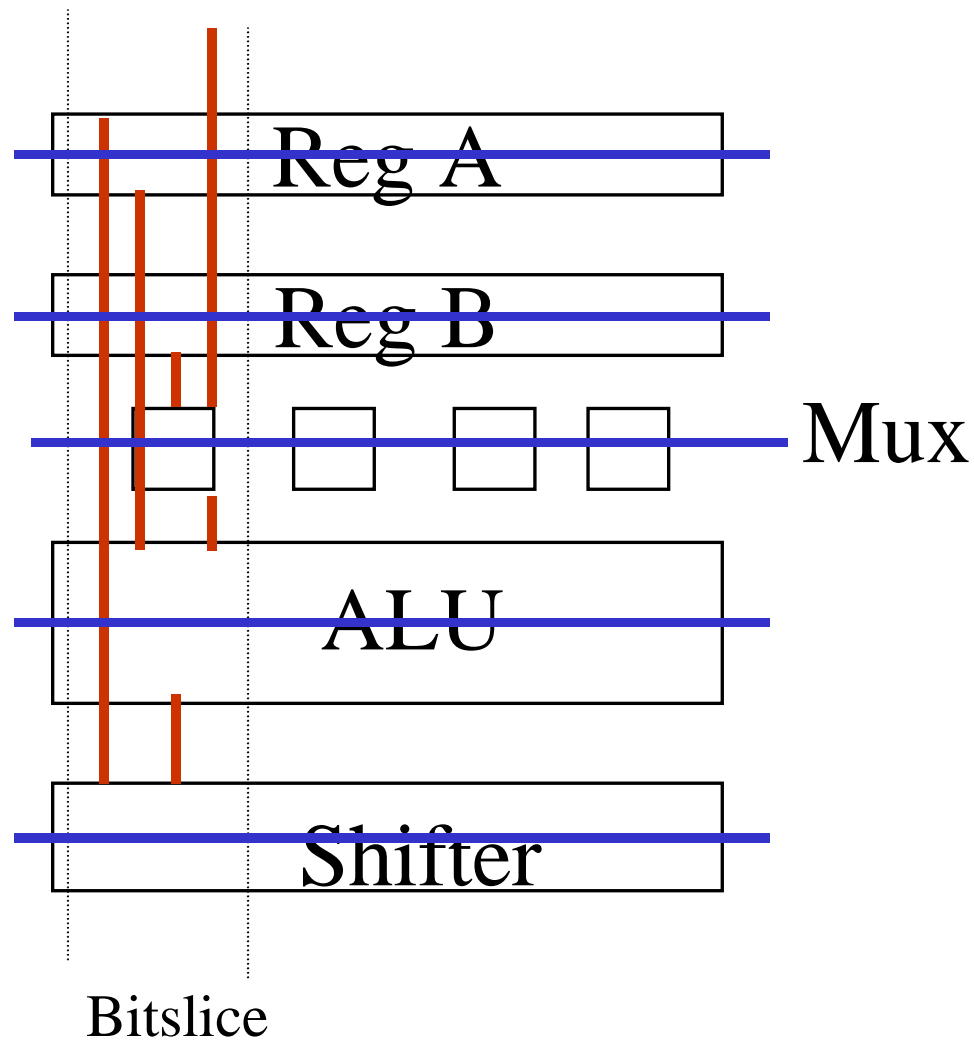 Reg A
Reg B
Mux
ALU
Shifter
Bitslice